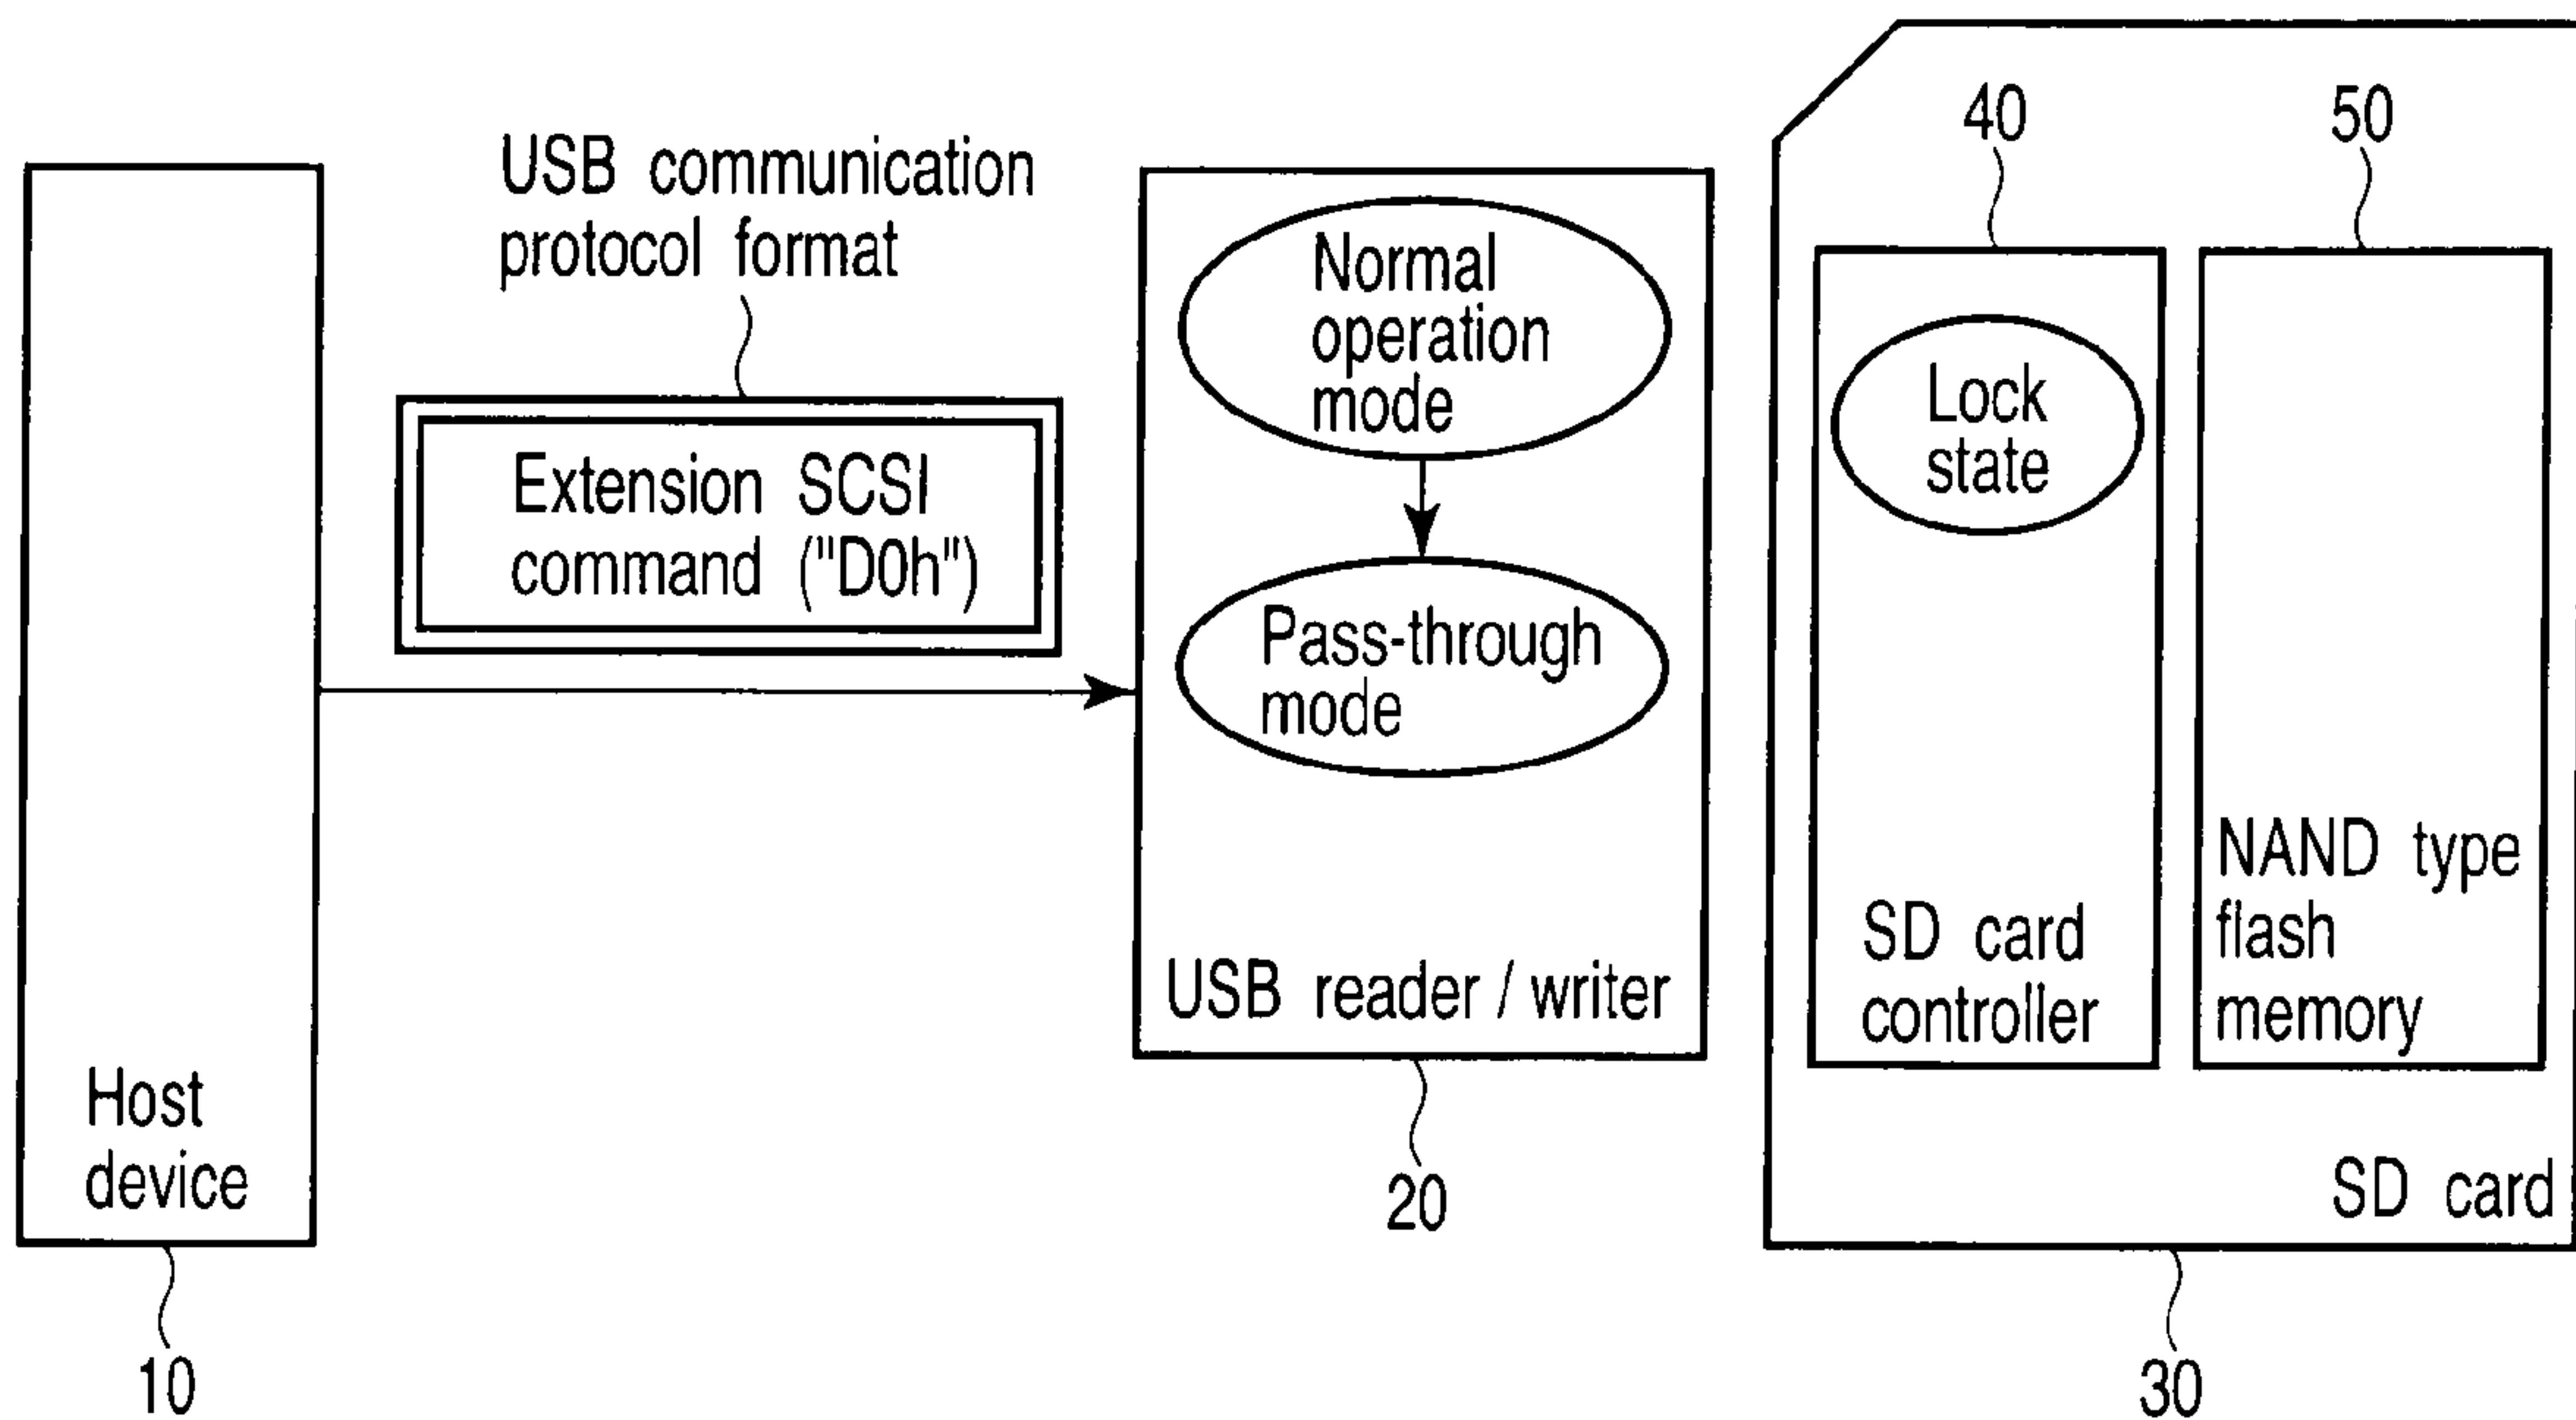 USB communication
protocol format
Extension SCSI
command ("D0h")
Host
device
10
Normal
operation
mode
Pass-through
mode
USB reader / writer
20
40
50
Lock
state
SD card
controller
NAND type
flash
memory
SD card
30